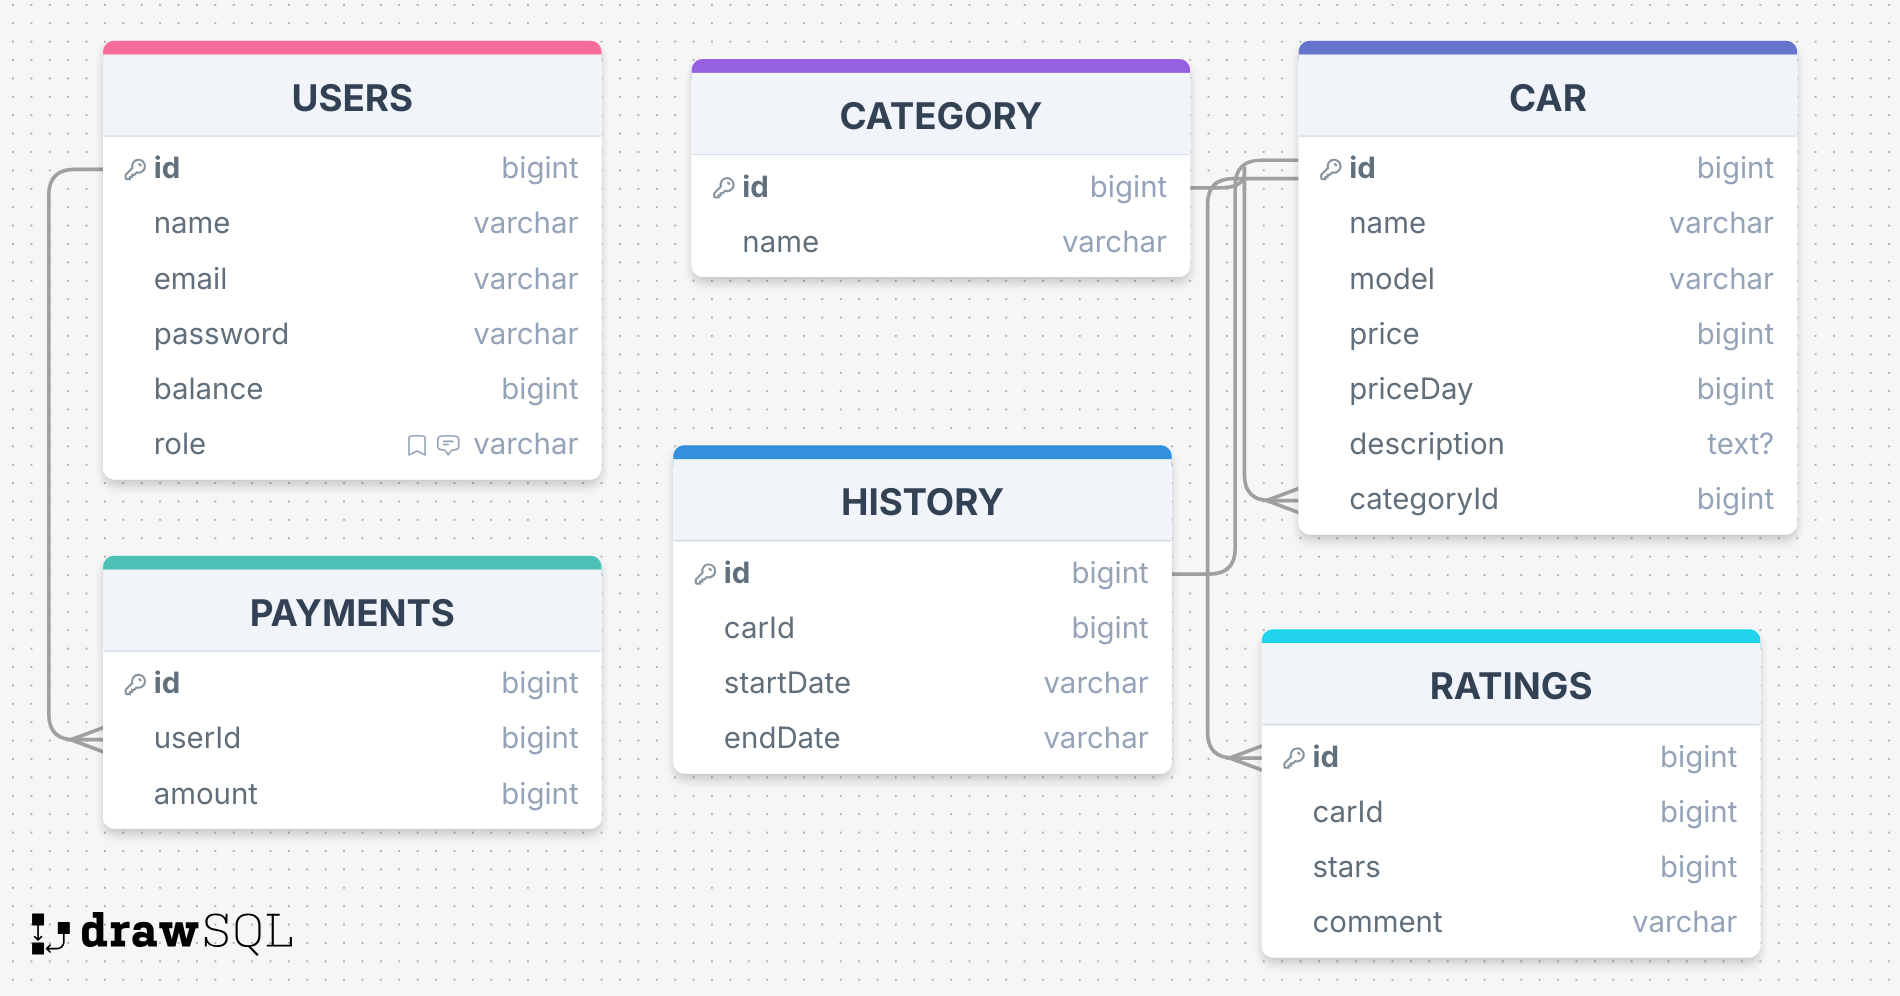 USERS
id bigint
name varchar
email varchar
password varchar
balance bigint
role varchar
PAYMENTS
id bigint
userId bigint
amount bigint
CATEGORY
id bigint
name varchar
HISTORY
id bigint
carId bigint
startDate varchar
endDate varchar
CAR
id bigint
name varchar
model varchar
price bigint
priceDay bigint
description text?
categoryId bigint
RATINGS
id bigint
carId bigint
stars bigint
comment varchar
drawSQL